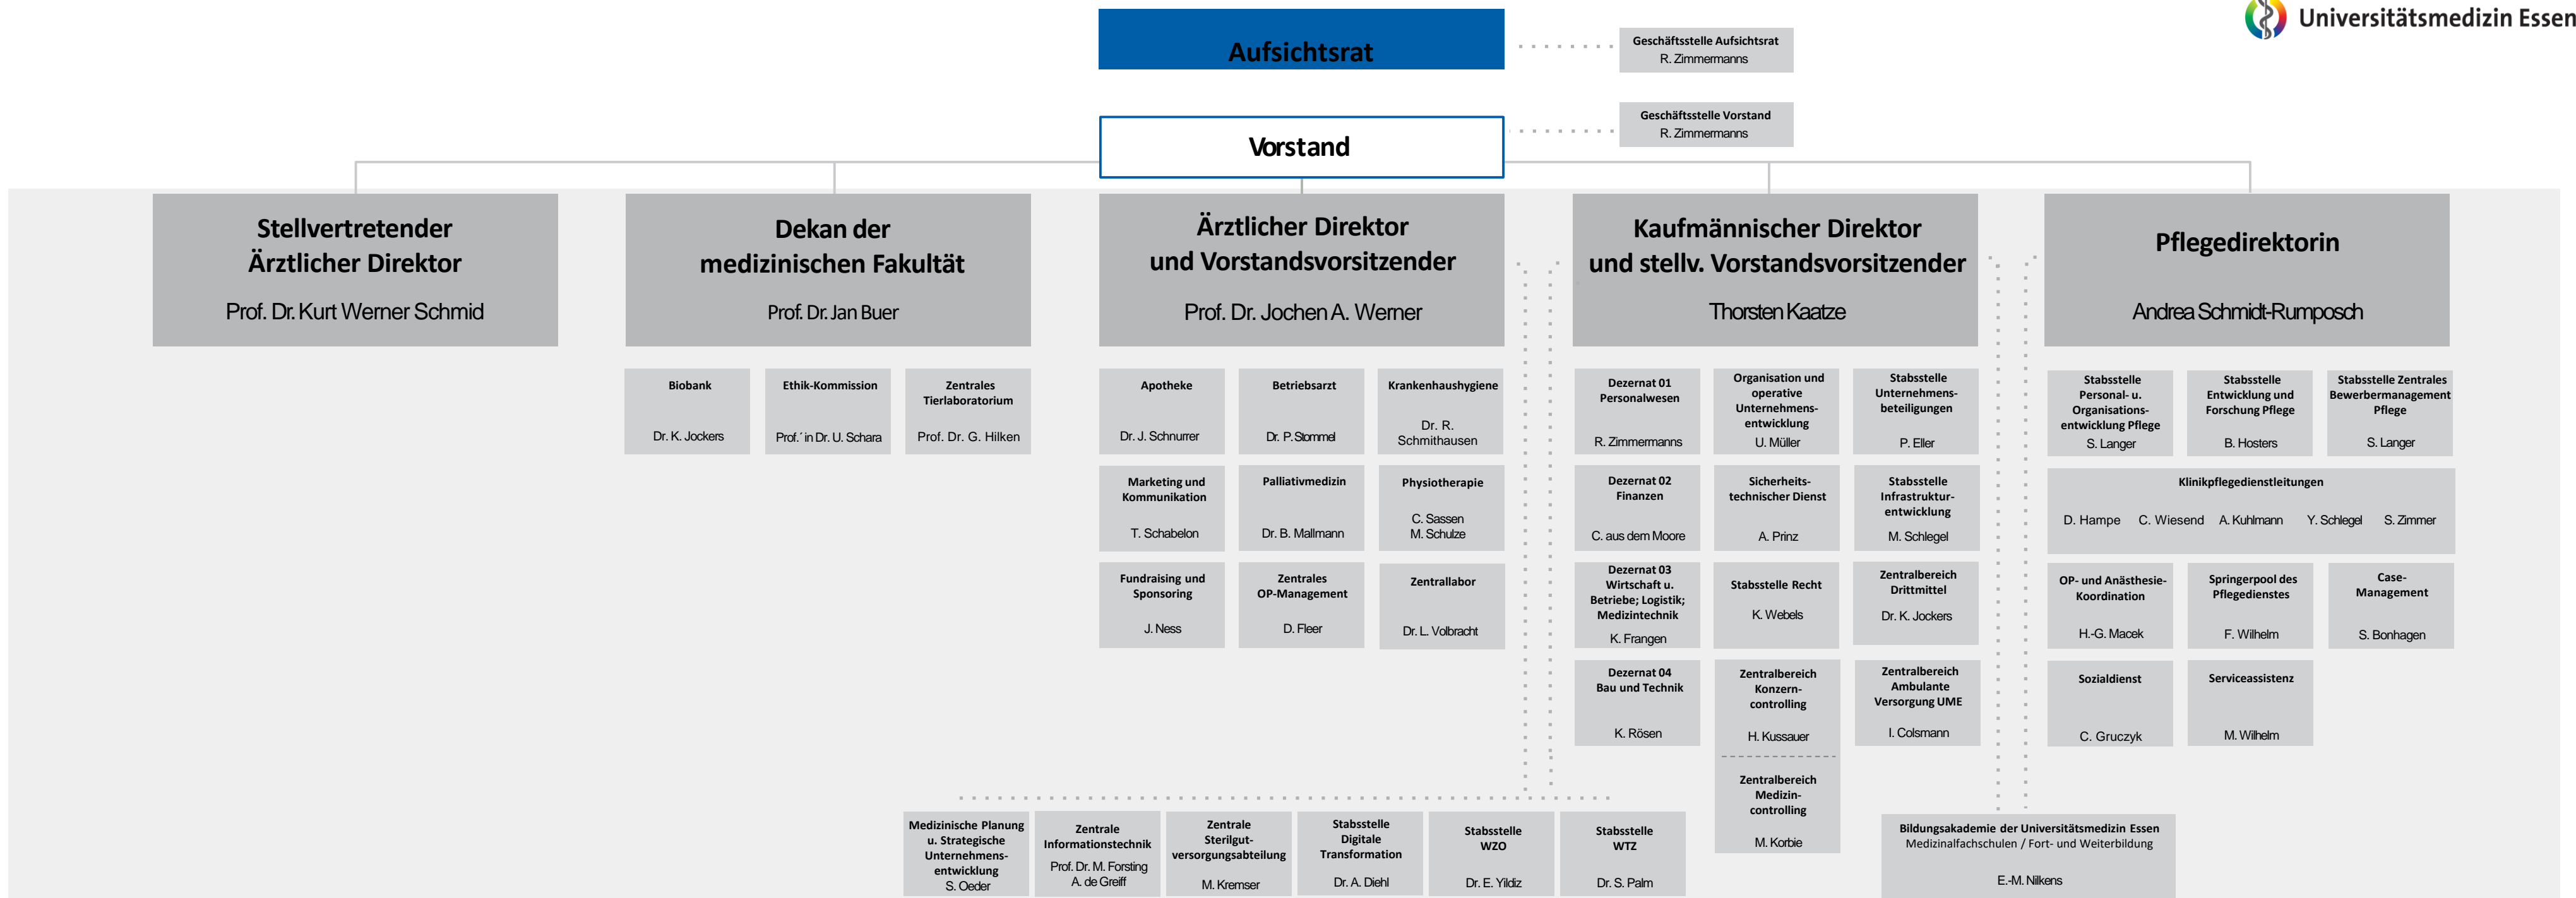 Universitätsmedizin Essen
Aufsichtsrat
Geschäftsstelle Aufsichtsrat
R. Zimmermanns
Geschäftsstelle Vorstand
R. Zimmermanns
Vorstand
Stellvertretender
Ärztlicher Direktor
Prof. Dr. Kurt Werner Schmid
Dekan der
medizinischen Fakultät
Prof. Dr. Jan Buer
Ärztlicher Direktor
und Vorstandsvorsitzender
Prof. Dr. Jochen A. Werner
Kaufmännischer Direktor
und stellv. Vorstandsvorsitzender
Thorsten Kaatze
Pflegedirektorin
Andrea Schmidt-Rumposch
Biobank
Dr. K. Jockers
Ethik-Kommission
Prof.´ in Dr. U. Schara
Zentrales
Tierlaboratorium
Prof. Dr. G. Hilken
Apotheke
Dr. J. Schnurrer
Betriebsarzt
Dr. P. Stommel
Krankenhaushygiene
Dr. R.
Schmithausen
Marketing und
Kommunikation
T. Schabelon
Palliativmedizin
Dr. B. Mallmann
Physiotherapie
C. Sassen
M. Schulze
Fundraising und
Sponsoring
J. Ness
Zentrales
OP-Management
D. Fleer
Zentrallabor
Dr. L. Volbracht
Dezernat 01
Personalwesen
R. Zimmermanns
Organisation und
operative
Unternehmens-
entwicklung
U. Müller
Stabsstelle
Unternehmens-
beteiligungen
P. Eller
Dezernat 02
Finanzen
C. aus dem Moore
Sicherheits-
technischer Dienst
A. Prinz
Stabsstelle
Infrastruktur-
entwicklung
M. Schlegel
Dezernat 03
Wirtschaft u.
Betriebe; Logistik;
Medizintechnik
K. Frangen
Stabsstelle Recht
K. Webels
Zentralbereich
Drittmittel
Dr. K. Jockers
Dezernat 04
Bau und Technik
K. Rösen
Zentralbereich
Konzern-
controlling
H. Kussauer
Zentralbereich
Medizin-
controlling
M. Korbie
Zentralbereich
Ambulante
Versorgung UME
I. Colsmann
Stabsstelle
Personal- u.
Organisations-
entwicklung Pflege
S. Langer
Stabsstelle
Entwicklung und
Forschung Pflege
B. Hosters
Stabsstelle Zentrales
Bewerbermanagement
Pflege
S. Langer
Klinikpflegedienstleitungen
D. Hampe C. Wiesend A. Kuhlmann Y. Schlegel S. Zimmer
OP- und Anästhesie-
Koordination
H.-G. Macek
Springerpool des
Pflegedienstes
F. Wilhelm
Case-
Management
S. Bonhagen
Sozialdienst
C. Gruczyk
Serviceassistenz
M. Wilhelm
Medizinische Planung
u. Strategische
Unternehmens-
entwicklung
S. Oeder
Zentrale
Informationstechnik
Prof. Dr. M. Forsting
A. de Greiff
Zentrale
Sterilgut-
versorgungsabteilung
M. Kremser
Stabsstelle
Digitale
Transformation
Dr. A. Diehl
Stabsstelle
WZO
Dr. E. Yildiz
Stabsstelle
WTZ
Dr. S. Palm
Bildungsakademie der Universitätsmedizin Essen
Medizinalfachschulen / Fort- und Weiterbildung
E.-M. Nilkens